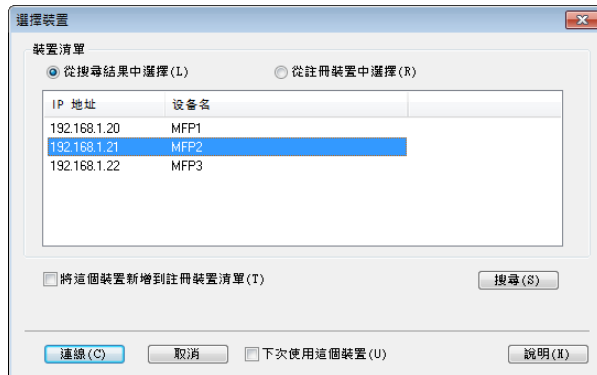 選擇裝置
裝置清單
從搜尋結果中選擇(L) 從註冊裝置中選擇(R)
IP 地址 设备名
192.168.1.20 MFP1
192.168.1.21 MFP2
192.168.1.22 MFP3
將這個裝置新增到註冊裝置清單(T) 搜尋(S)
連線(C) 取消 下次使用這個裝置(U) 說明(H)